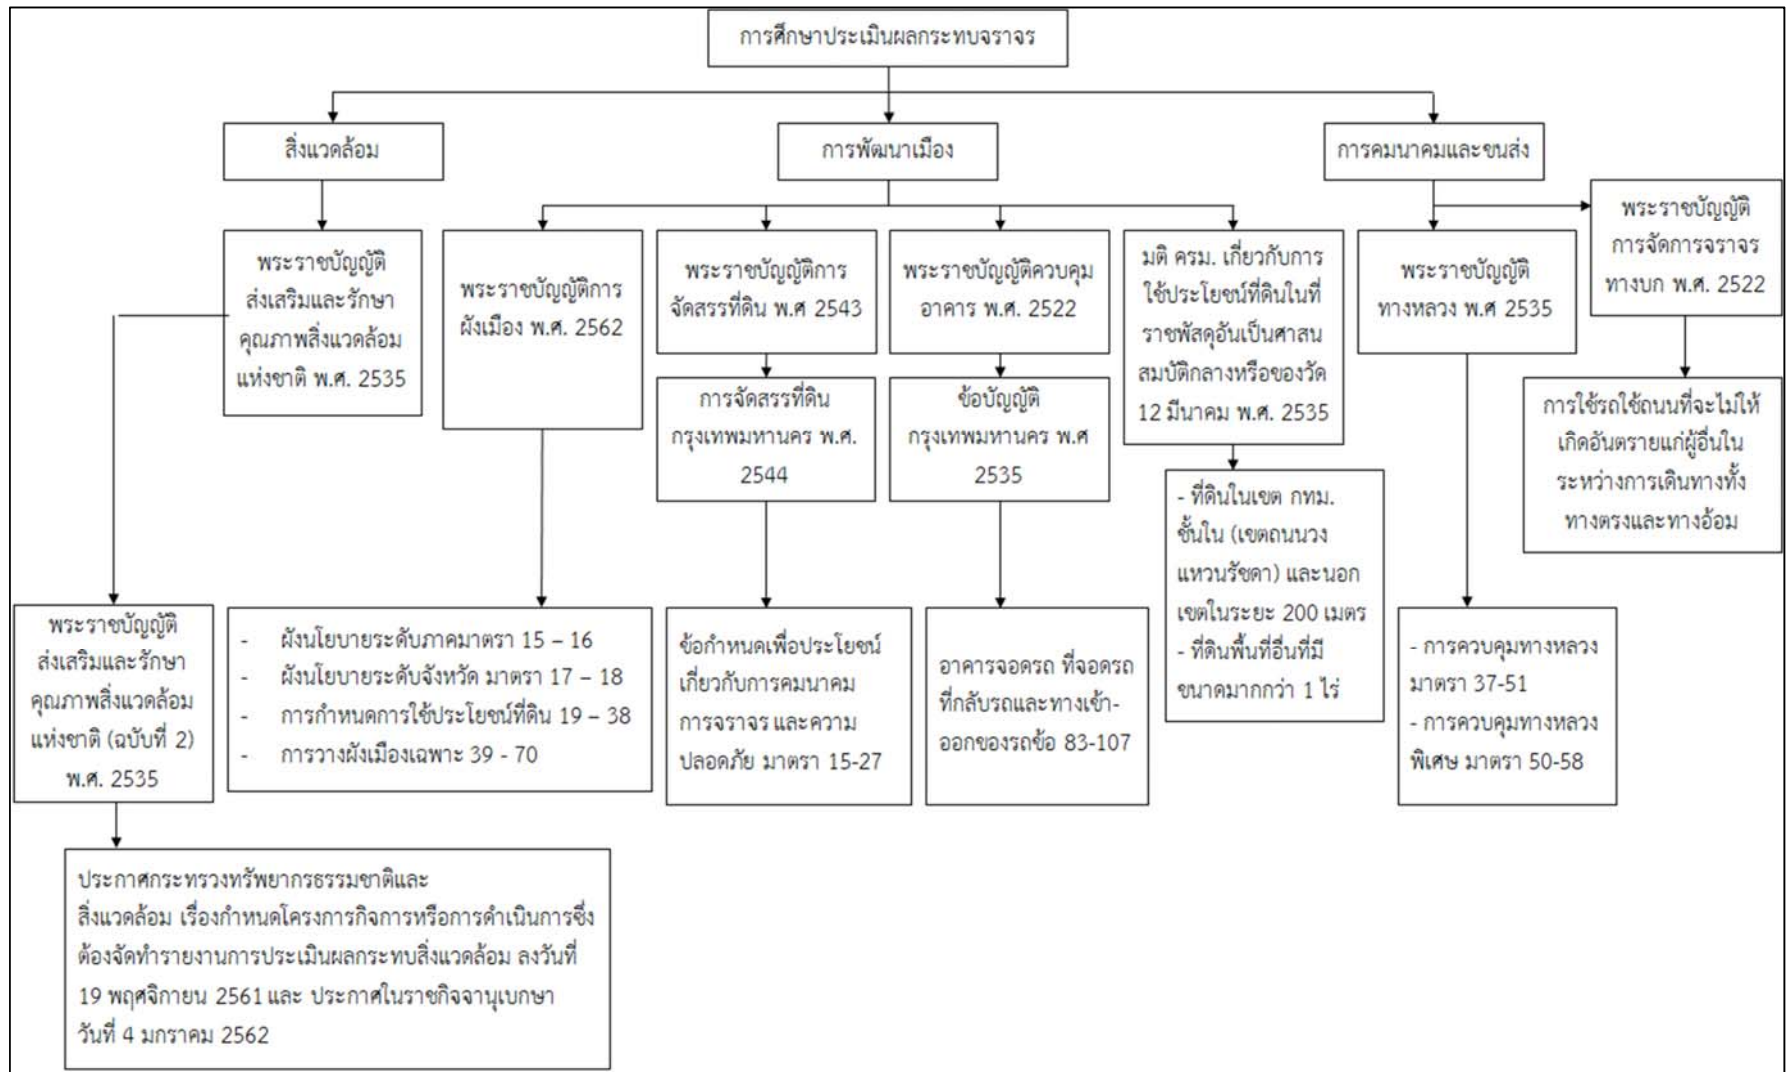 การศึกษาประเมินผลกระทบจราจร
สิ่งแวดล้อม
การพัฒนาเมือง
การคมนาคมและขนส่ง
พระราชบัญญัติ
ส่งเสริมและรักษา
คุณภาพสิ่งแวดล้อม
แห่งชาติ พ.ศ. 2535
พระราชบัญญัติการ
ผังเมือง พ.ศ. 2562
พระราชบัญญัติการ
จัดสรรที่ดิน พ.ศ 2543
พระราชบัญญัติควบคุม
อาคาร พ.ศ. 2522
มติ ครม. เกี่ยวกับการ
ใช้ประโยชน์ที่ดินในที่
ราชพัสดุอันเป็นศาสน
สมบัติกลางหรือของวัด
12 มีนาคม พ.ศ. 2535
พระราชบัญญัติ
ทางหลวง พ.ศ 2535
พระราชบัญญัติ
การจัดการจราจร
ทางบก พ.ศ. 2522
การจัดสรรที่ดิน
กรุงเทพมหานคร พ.ศ.
2544
ข้อบัญญัติ
กรุงเทพมหานคร พ.ศ
2535
- ที่ดินในเขต กทม.
ชั้นใน (เขตถนนวง
แหวนรัชดา) และนอก
เขตในระยะ 200 เมตร
- ที่ดินพื้นที่อื่นที่มี
ขนาดมากกว่า 1 ไร่
การใช้รถใช้ถนนที่จะไม่ให้
เกิดอันตรายแก่ผู้อื่นใน
ระหว่างการเดินทางทั้ง
ทางตรงและทางอ้อม
พระราชบัญญัติ
ส่งเสริมและรักษา
คุณภาพสิ่งแวดล้อม
แห่งชาติ (ฉบับที่ 2)
พ.ศ. 2535
- ผังนโยบายระดับภาคมาตรา 15 – 16
- ผังนโยบายระดับจังหวัด มาตรา 17 – 18
- การกำหนดการใช้ประโยชน์ที่ดิน 19 – 38
- การวางผังเมืองเฉพาะ 39 - 70
ข้อกำหนดเพื่อประโยชน์
เกี่ยวกับการคมนาคม
การจราจร และความ
ปลอดภัย มาตรา 15-27
อาคารจอดรถ ที่จอดรถ
ที่กลับรถและทางเข้า-
ออกของรถข้อ 83-107
- การควบคุมทางหลวง
มาตรา 37-51
- การควบคุมทางหลวง
พิเศษ มาตรา 50-58
ประกาศกระทรวงทรัพยากรธรรมชาติและ
สิ่งแวดล้อม เรื่องกำหนดโครงการกิจการหรือการดำเนินการซึ่ง
ต้องจัดทำรายงานการประเมินผลกระทบสิ่งแวดล้อม ลงวันที่
19 พฤศจิกายน 2561 และ ประกาศในราชกิจจานุเบกษา
วันที่ 4 มกราคม 2562